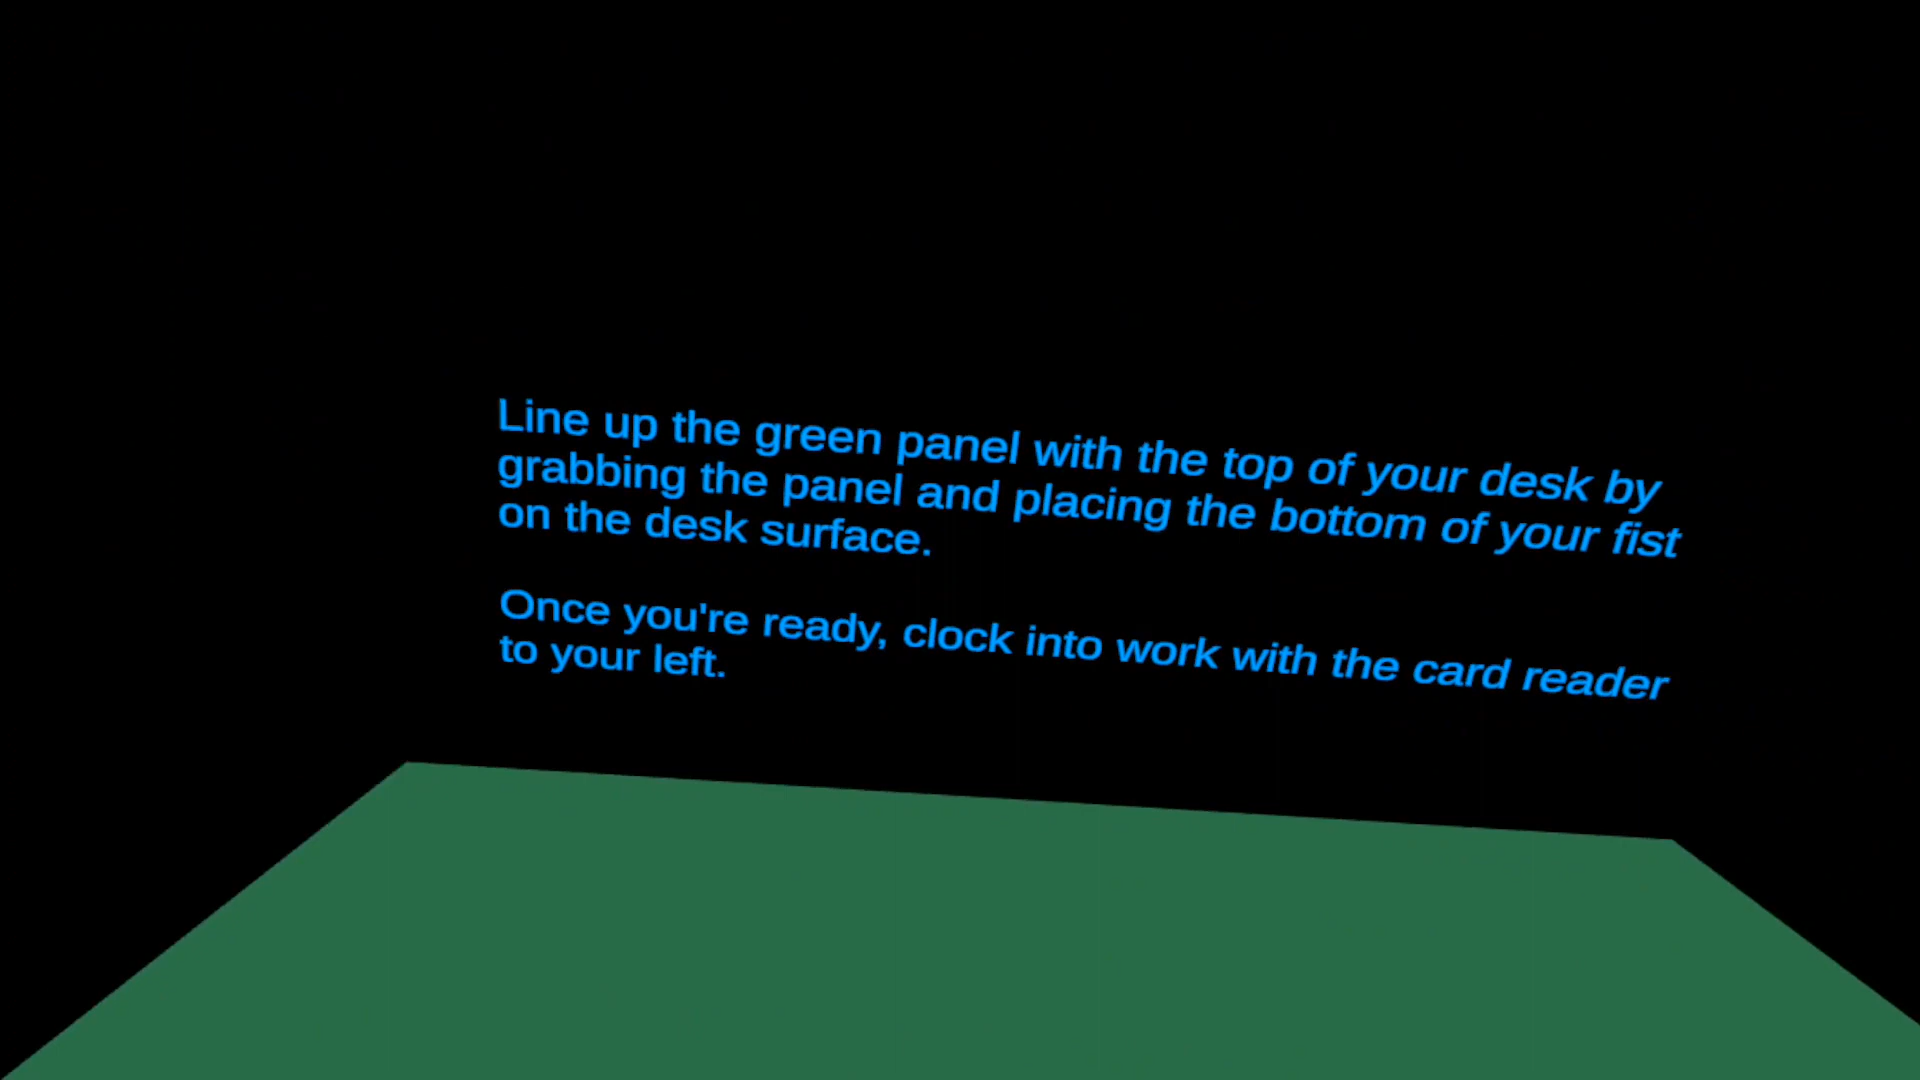 Line up the green panel with the top of your desk by
grabbing the panel and placing the bottom of your fist
on the desk surface.
Once you're ready, clock into work with the card reader
to your left.